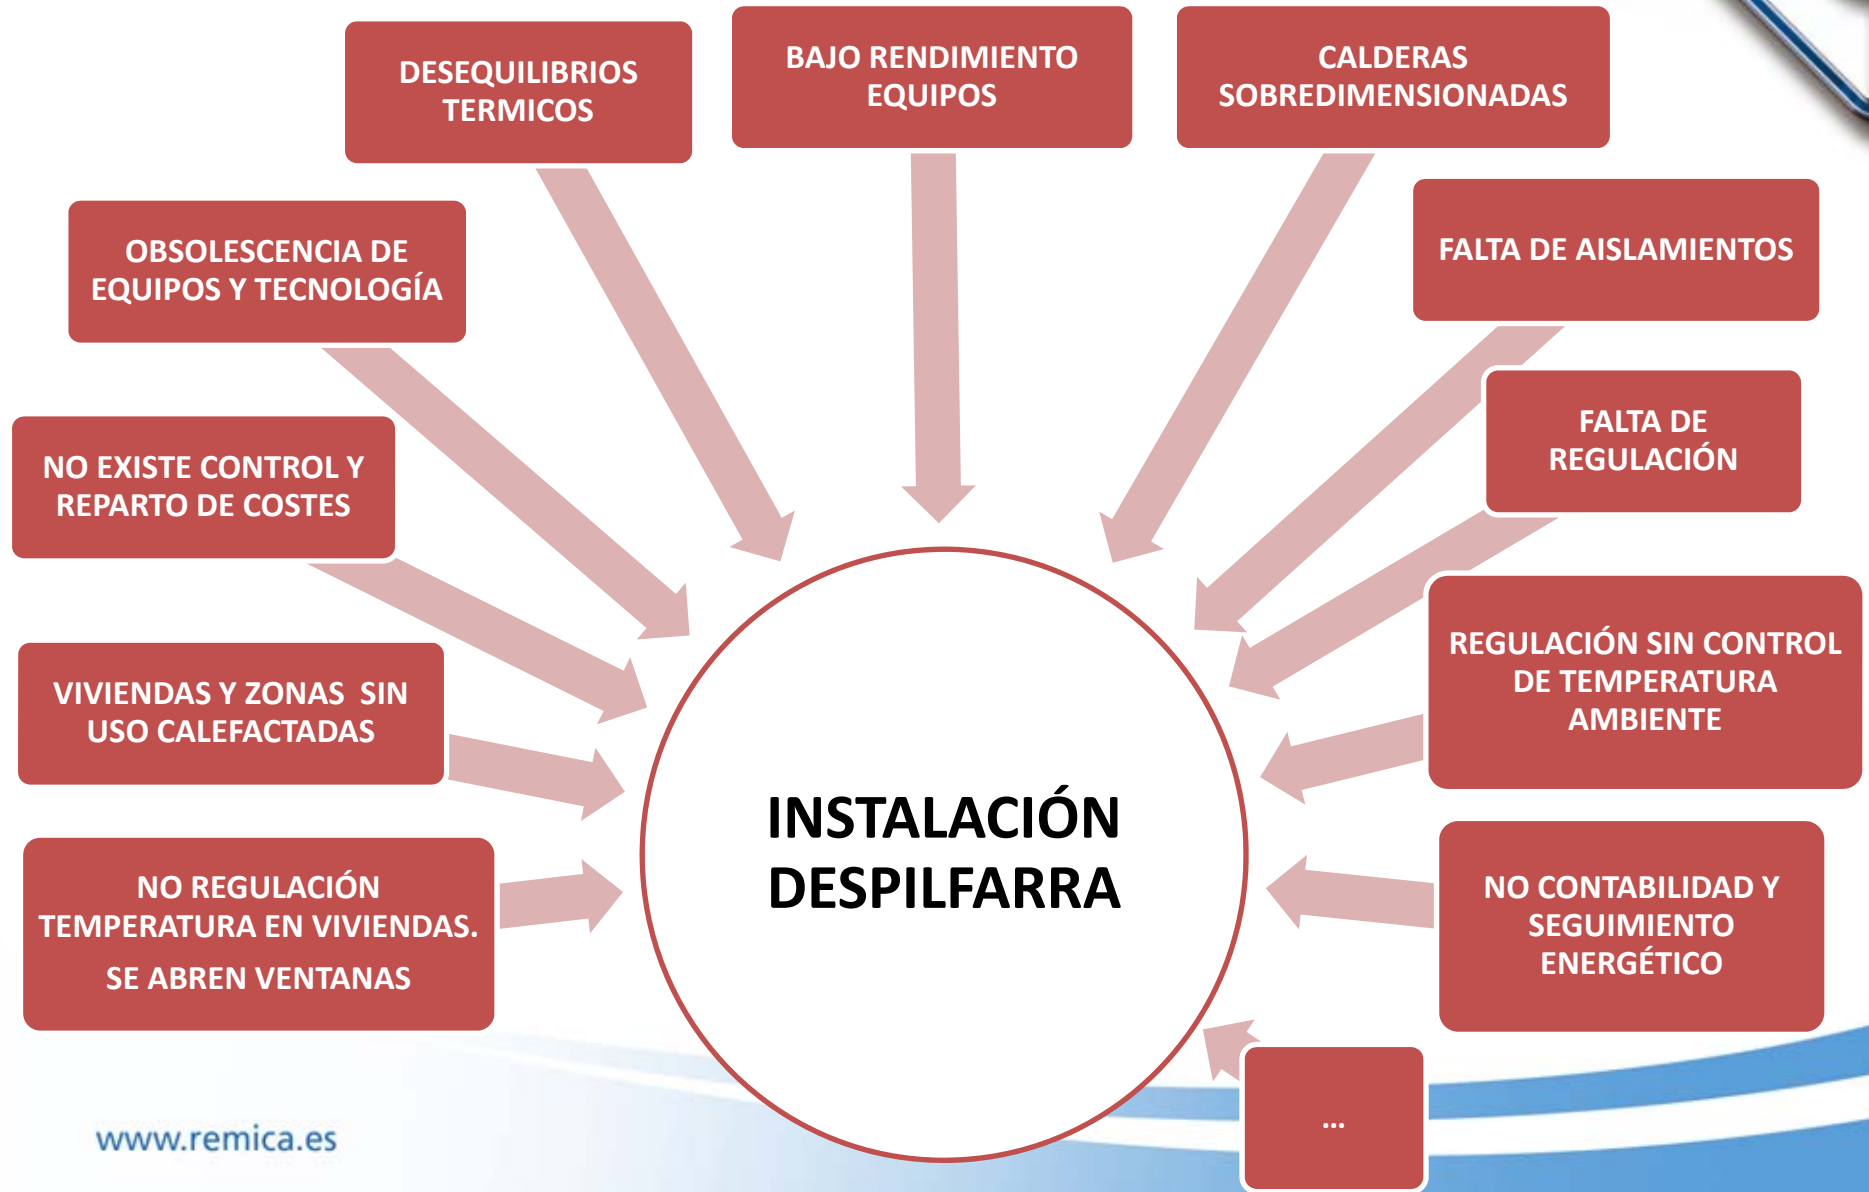 DESEQUILIBRIOS
TERMICOS
BAJO RENDIMIENTO
EQUIPOS
CALDERAS
SOBREDIMENSIONADAS
OBSOLESCENCIA DE
EQUIPOS Y TECNOLOGÍA
FALTA DE AISLAMIENTOS
NO EXISTE CONTROL Y
REPARTO DE COSTES
FALTA DE
REGULACIÓN
VIVIENDAS Y ZONAS SIN
USO CALEFACTADAS
REGULACIÓN SIN CONTROL
DE TEMPERATURA
AMBIENTE
NO REGULACIÓN
TEMPERATURA EN VIVIENDAS.
SE ABREN VENTANAS
INSTALACIÓN
DESPILFARRA
NO CONTABILIDAD Y
SEGUIMIENTO
ENERGÉTICO
...
www.remica.es